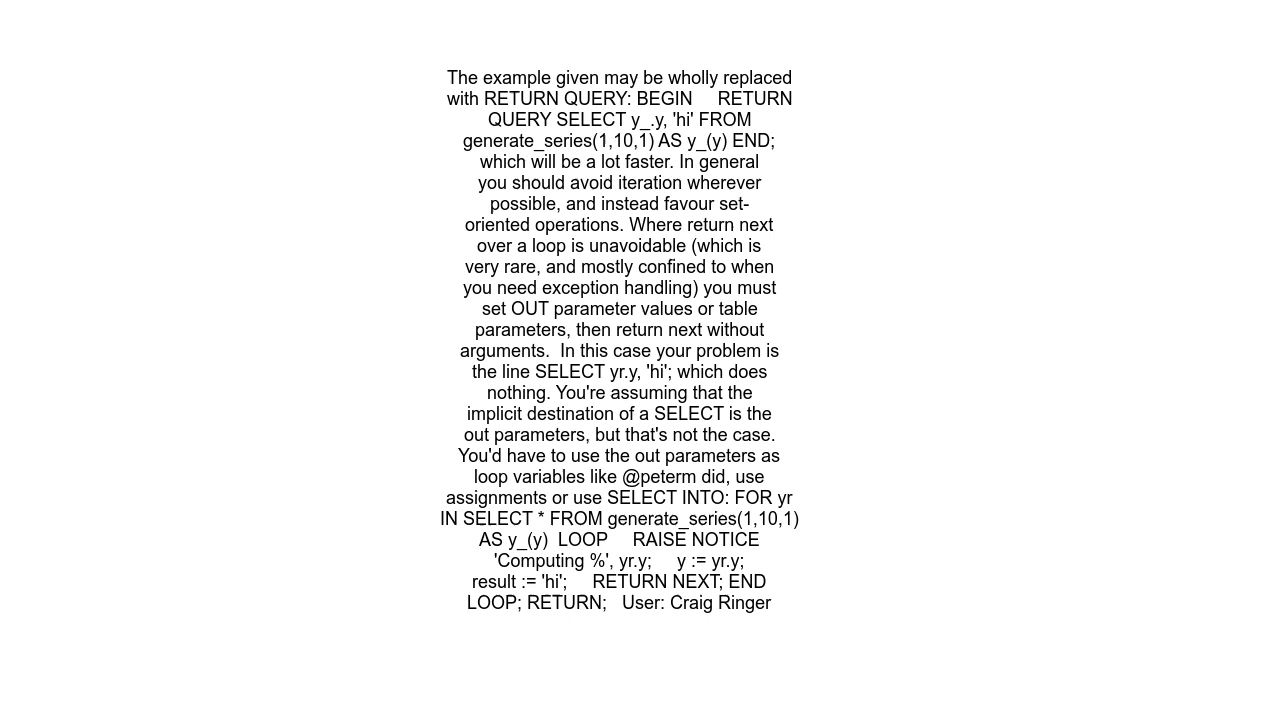 The example given may be wholly replaced
with RETURN QUERY: BEGIN     RETURN
QUERY SELECT y_.y, 'hi' FROM
generate_series(1,10,1) AS y_(y) END;
which will be a lot faster. In general
you should avoid iteration wherever
possible, and instead favour set-
oriented operations. Where return next
over a loop is unavoidable (which is
very rare, and mostly confined to when
you need exception handling) you must
set OUT parameter values or table
parameters, then return next without
arguments.  In this case your problem is
the line SELECT yr.y, 'hi'; which does
nothing. You're assuming that the
implicit destination of a SELECT is the
out parameters, but that's not the case.
You'd have to use the out parameters as
loop variables like @peterm did, use
assignments or use SELECT INTO: FOR yr
IN SELECT * FROM generate_series(1,10,1)
AS y_(y)  LOOP     RAISE NOTICE
'Computing %', yr.y;     y := yr.y;
result := 'hi';     RETURN NEXT; END
LOOP; RETURN;   User: Craig Ringer